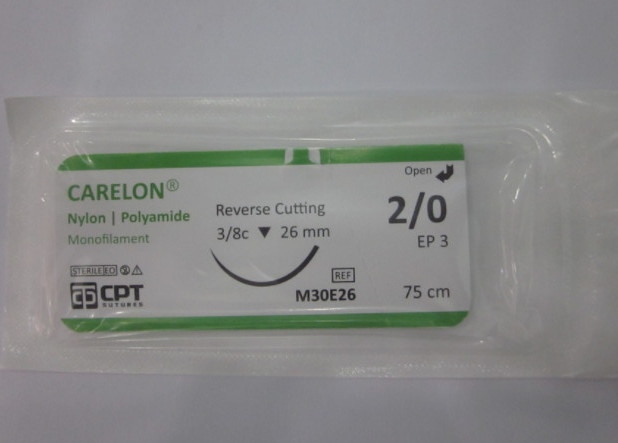 Open
CARELON®
Nylon | Polyamide
Monofilament
Reverse Cutting
3/8c ▼ 26 mm
2/0
EP 3
STERILE EO
CPT
SUTURES
REF
M30E26
75 cm